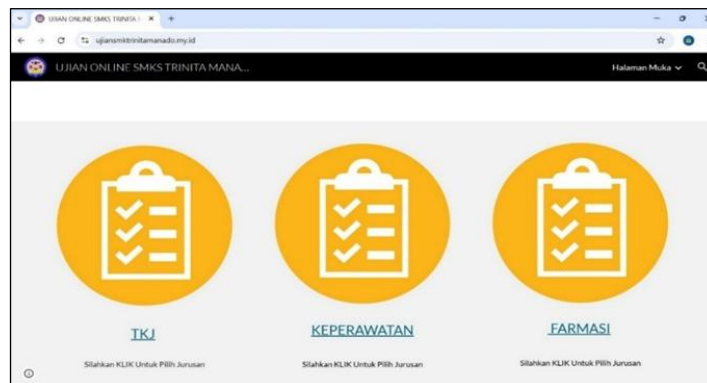 UJIAN ONLINE SMKS TRINITA
ujiansmktrinitamanado.my.id
UJIAN ONLINE SMKS TRINITA MANA...
Halaman Muka
TKJ
KEPERAWATAN
FARMASI
Silahkan KLIK Untuk Pilih Jurusan
Silahkan KLIK Untuk Pilih Jurusan
Silahkan KLIK Untuk Pilih Jurusan